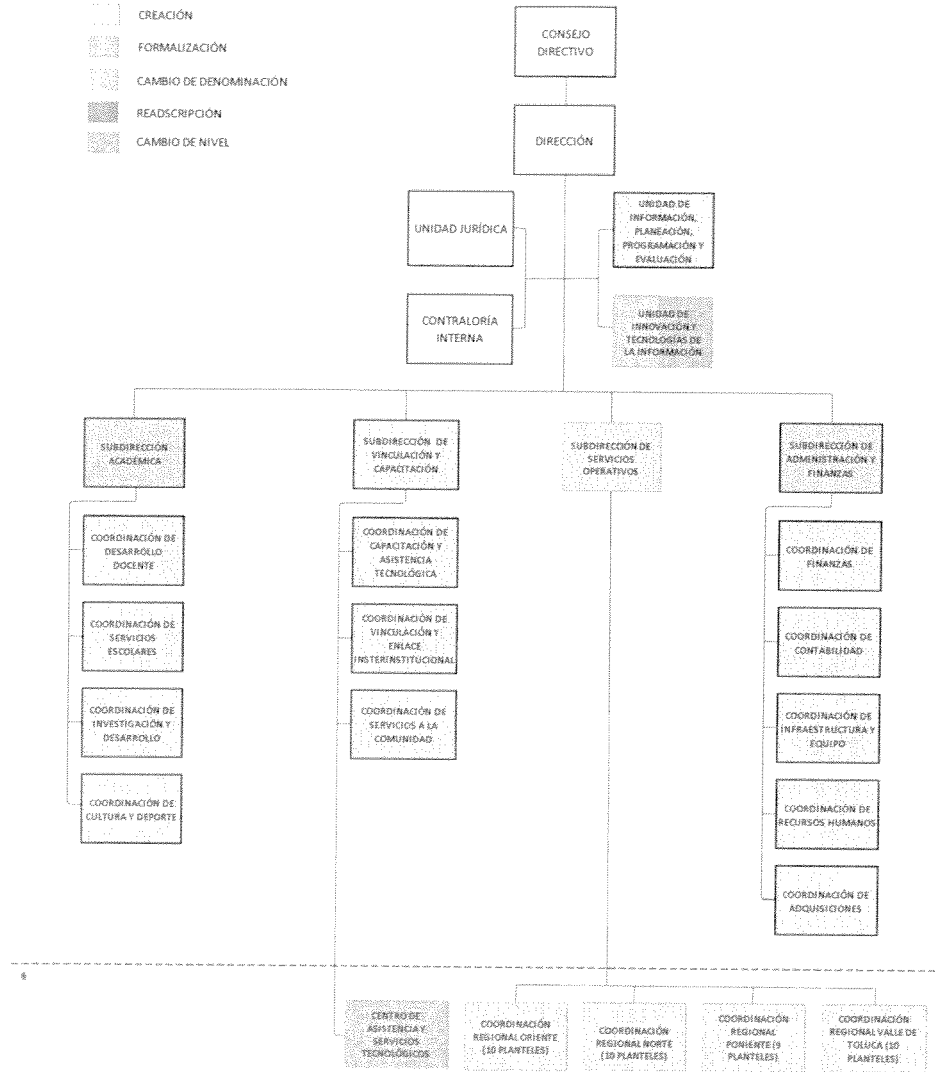 CREACIÓN
FORMALIZACIÓN
CAMBIO DE DENOMINACIÓN
READSCRIPCIÓN
CAMBIO DE NIVEL
CONSEJO
DIRECTIVO
DIRECCIÓN
UNIDAD JURÍDICA
UNIDAD DE
INFORMACIÓN,
PLANEACIÓN,
PROGRAMACIÓN Y
EVALUACIÓN
CONTRALORÍA
INTERNA
UNIDAD DE
INNOVACIÓN Y
TECNOLOGÍAS DE
LA INFORMACIÓN
SUBDIRECCIÓN
ACADÉMICA
SUBDIRECCIÓN DE
VINCULACIÓN Y
CAPACITACIÓN
SUBDIRECCIÓN DE
SERVICIOS
OPERATIVOS
SUBDIRECCIÓN DE
ADMINISTRACIÓN Y
FINANZAS
COORDINACIÓN DE
DESARROLLO
DOCENTE
COORDINACIÓN DE
SERVICIOS
ESCOLARES
COORDINACIÓN DE
INVESTIGACIÓN Y
DESARROLLO
COORDINACIÓN DE
CULTURA Y DEPORTE
COORDINACIÓN DE
CAPACITACIÓN Y
ASISTENCIA
TECNOLÓGICA
COORDINACIÓN DE
VINCULACIÓN Y
ENLACE
INSTERINSTITUCIONAL
COORDINACIÓN DE
SERVICIOS A LA
COMUNIDAD
COORDINACIÓN DE
FINANZAS
COORDINACIÓN DE
CONTABILIDAD
COORDINACIÓN DE
INFRAESTRUCTURA Y
EQUIPO
COORDINACIÓN DE
RECURSOS HUMANOS
COORDINACIÓN DE
ADQUISICIONES
CENTRO DE
ASISTENCIA Y
SERVICIOS
TECNOLÓGICOS
COORDINACIÓN
REGIONAL ORIENTE
(10 PLANTELES)
COORDINACIÓN
REGIONAL NORTE
(10 PLANTELES)
COORDINACIÓN
REGIONAL
PONIENTE (9
PLANTELES)
COORDINACIÓN
REGIONAL VALLE DE
TOLUCA (10
PLANTELES)